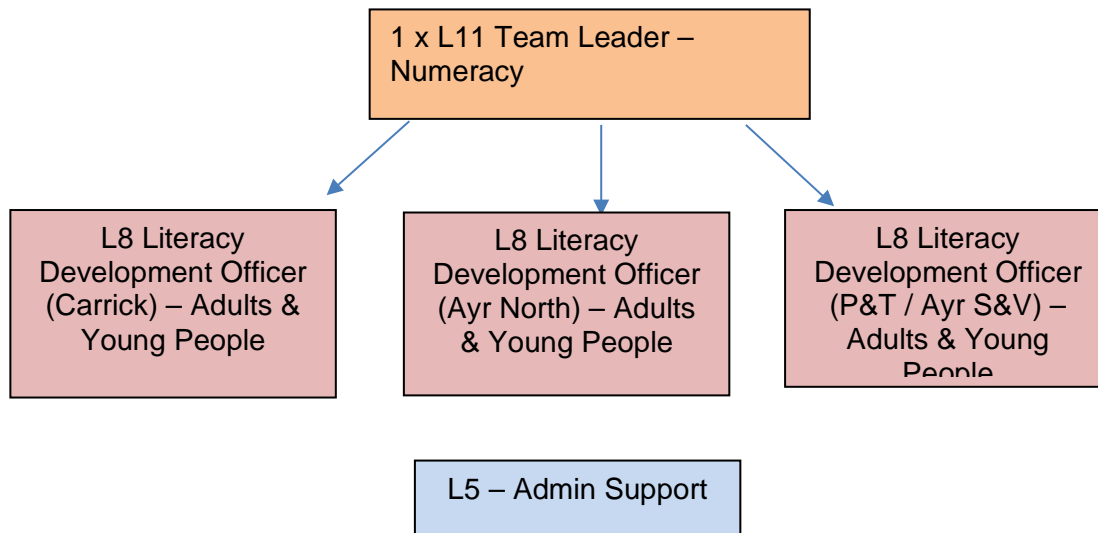 1 x L11 Team Leader –
Numeracy
L8 Literacy
Development Officer
(Carrick) – Adults &
Young People
L8 Literacy
Development Officer
(Ayr North) – Adults
& Young People
L8 Literacy
Development Officer
(P&T / Ayr S&V) –
Adults & Young
People
L5 – Admin Support